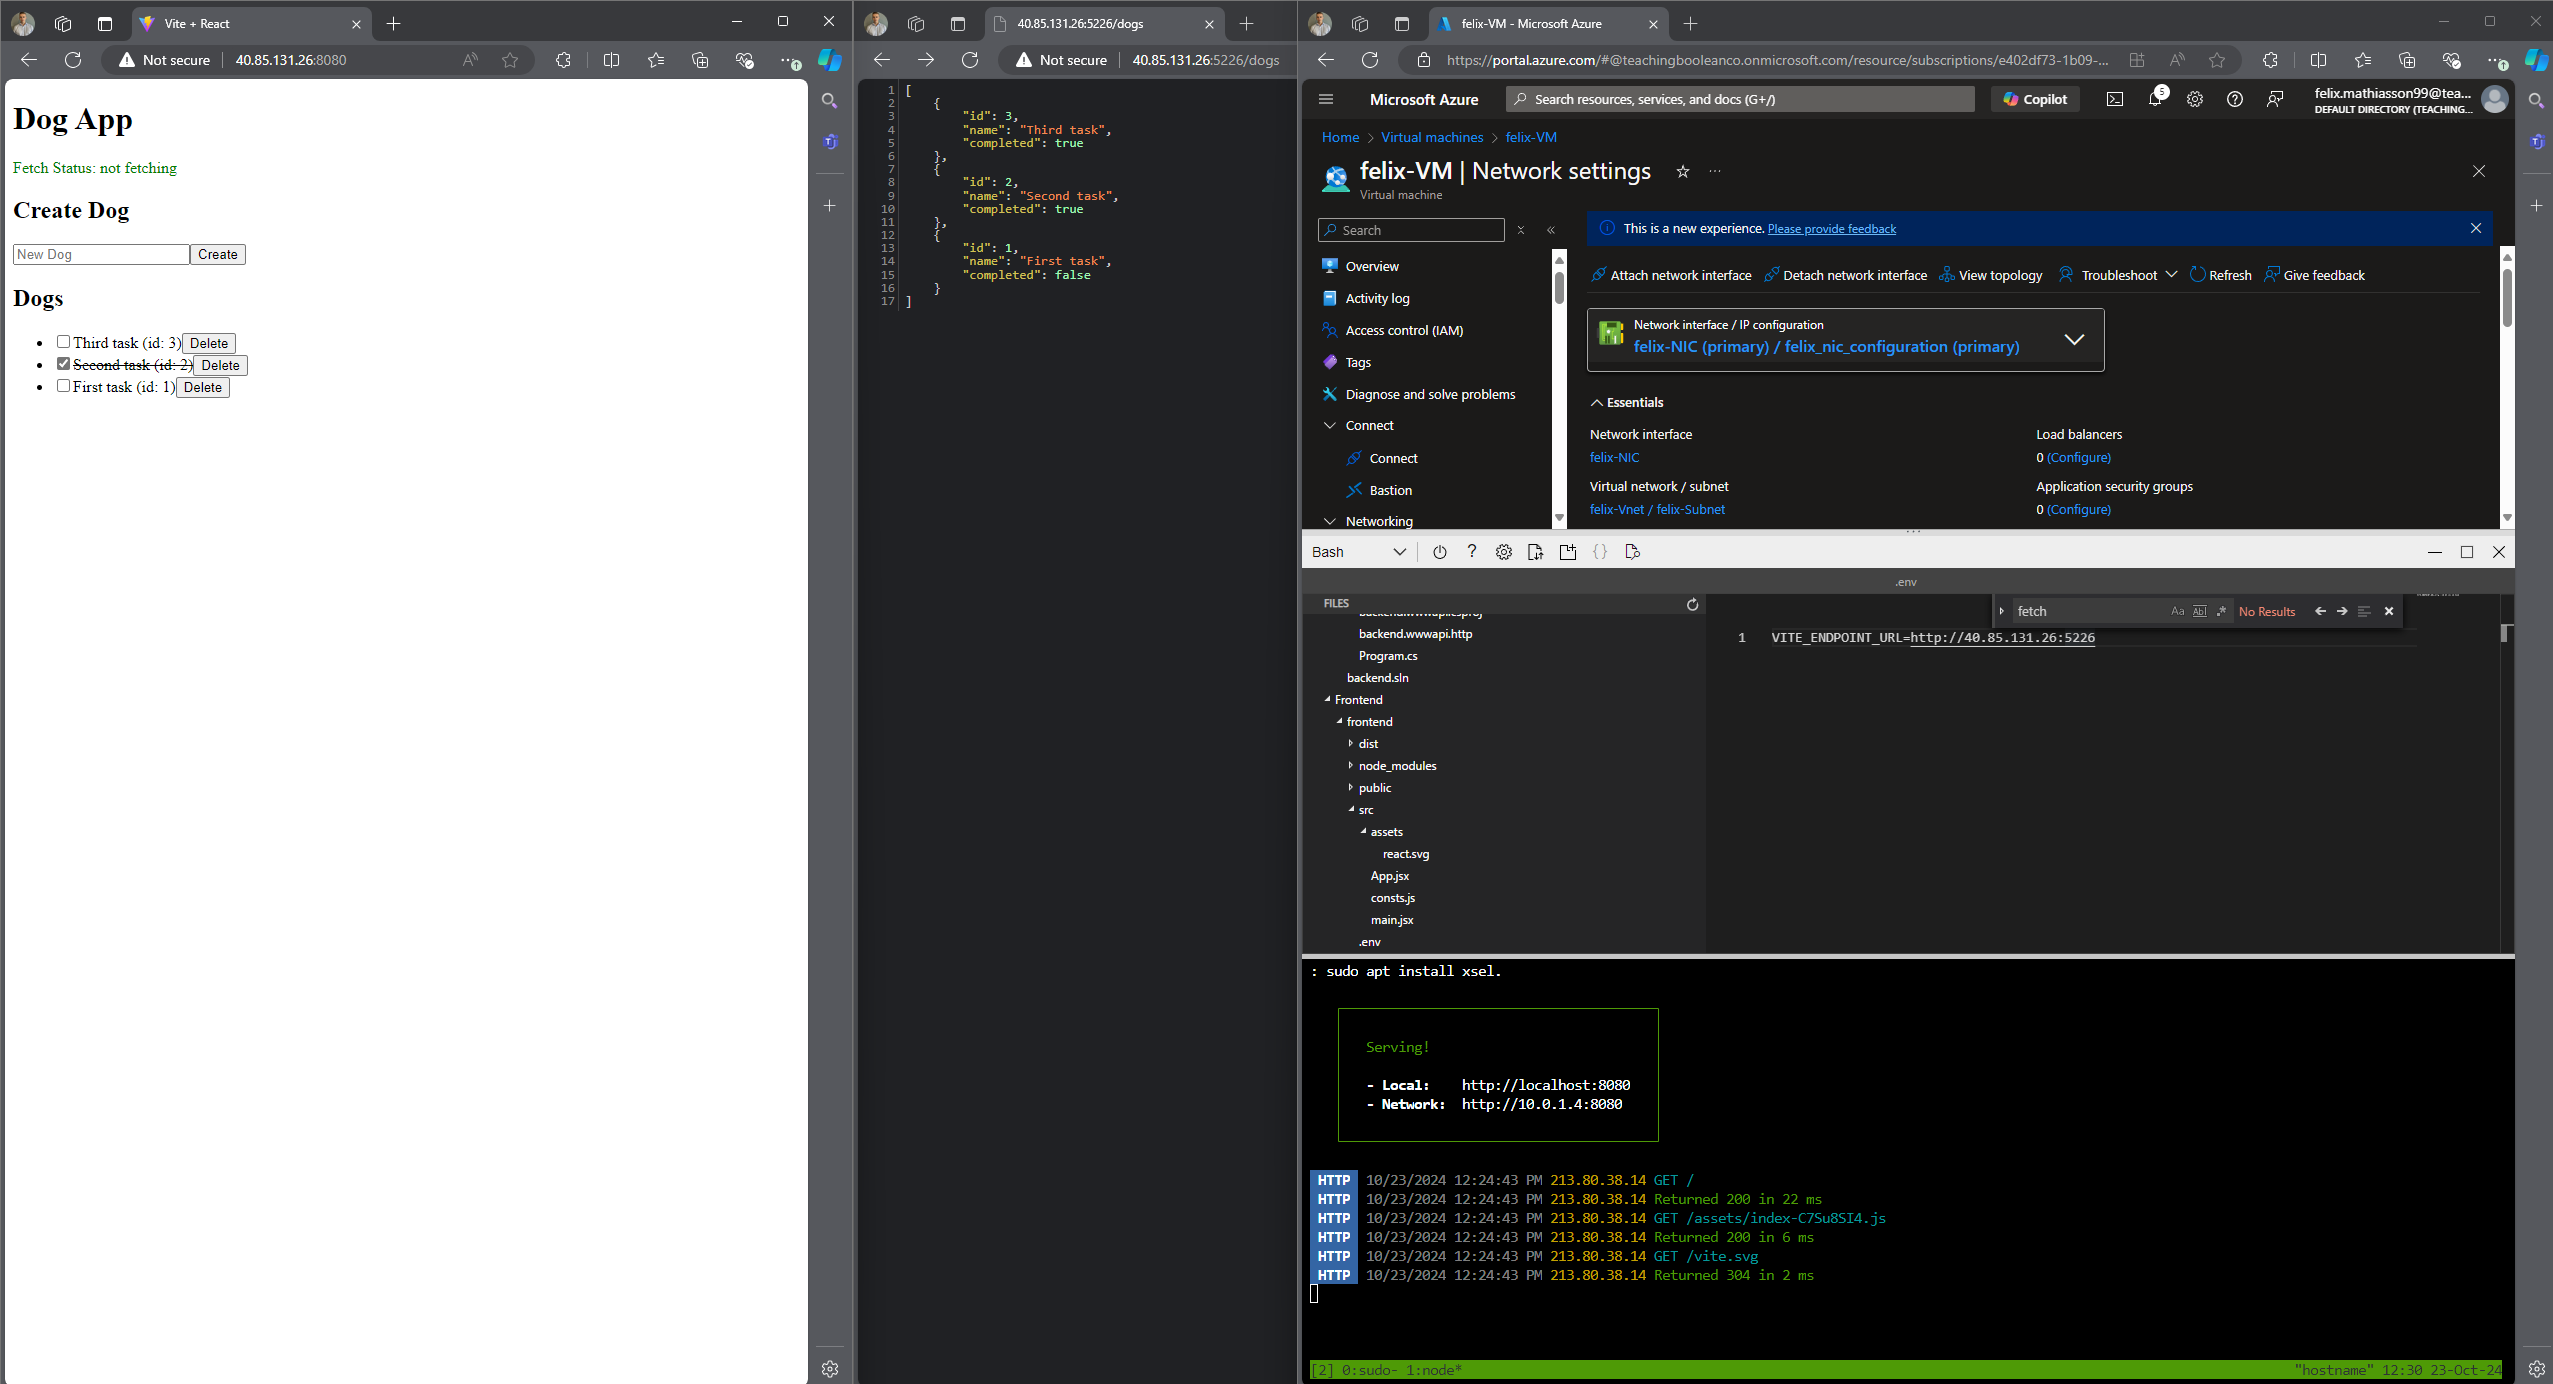 Vite + React
Not secure
40.85.131.26:8080
Dog App
Fetch Status: not fetching
Create Dog
New Dog
Create
Dogs
Third task (id: 3)
Delete
Second task (id: 2)
Delete
First task (id: 1)
Delete
40.85.131.26:5226/dogs
Not secure
40.85.131.26:5226/dogs
1 [
2 {
3 "id": 3,
4 "name": "Third task",
5 "completed": true
6 },
7 {
8 "id": 2,
9 "name": "Second task",
10 "completed": true
11 },
12 {
13 "id": 1,
14 "name": "First task",
15 "completed": false
16 }
17 ]
felix-VM - Microsoft Azure
https://portal.azure.com/#@teachingbooleanco.onmicrosoft.com/resource/subscriptions/e402df73-1b09-...
Microsoft Azure
Search resources, services, and docs (G+/)
Copilot
5
felix.mathiasson99@tea...
DEFAULT DIRECTORY (TEACHING...
Home > Virtual machines > felix-VM
felix-VM | Network settings
Virtual machine
Search
This is a new experience. Please provide feedback
Overview
Activity log
Access control (IAM)
Tags
Diagnose and solve problems
Connect
Connect
Bastion
Networking
Attach network interface
Detach network interface
View topology
Troubleshoot
Refresh
Give feedback
Network interface / IP configuration
felix-NIC (primary) / felix_nic_configuration (primary)
Essentials
Network interface
felix-NIC
Virtual network / subnet
felix-Vnet / felix-Subnet
Load balancers
0 (Configure)
Application security groups
0 (Configure)
Bash
.env
FILES
backend.wwwapi.http
Program.cs
backend.sln
Frontend
frontend
dist
node_modules
public
src
assets
react.svg
App.jsx
consts.js
main.jsx
.env
fetch
Aa
Abl
.*
No Results
1 VITE_ENDPOINT_URL=http://40.85.131.26:5226
: sudo apt install xsel.
Serving!
- Local: http://localhost:8080
- Network: http://10.0.1.4:8080
HTTP 10/23/2024 12:24:43 PM 213.80.38.14 GET /
HTTP 10/23/2024 12:24:43 PM 213.80.38.14 Returned 200 in 22 ms
HTTP 10/23/2024 12:24:43 PM 213.80.38.14 GET /assets/index-C7Su8SI4.js
HTTP 10/23/2024 12:24:43 PM 213.80.38.14 Returned 200 in 6 ms
HTTP 10/23/2024 12:24:43 PM 213.80.38.14 GET /vite.svg
HTTP 10/23/2024 12:24:43 PM 213.80.38.14 Returned 304 in 2 ms
[2] 0:sudo- 1:node*
"hostname" 12:30 23-Oct-24